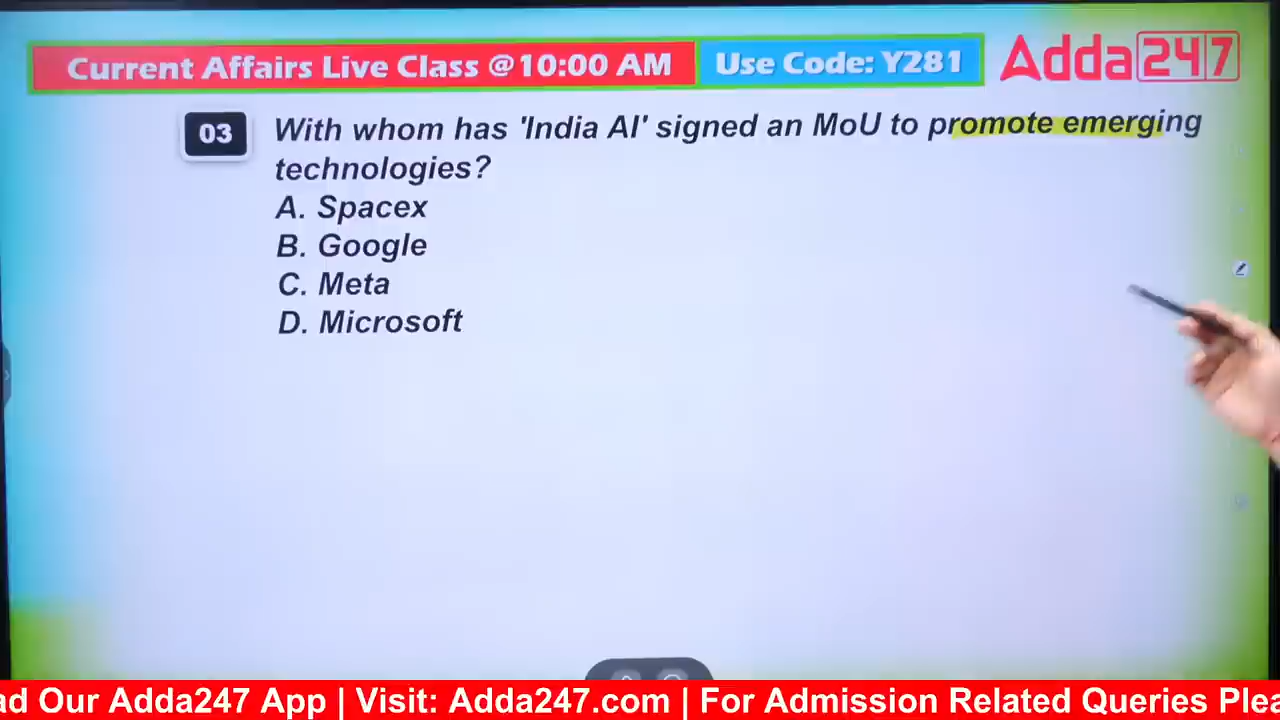 Current Affairs Live Class @10:00 AM
Use Code: Y281
Adda247
03
With whom has 'India AI' signed an MoU to promote emerging
technologies?
A. Spacex
B. Google
C. Meta
D. Microsoft
ad Our Adda247 App | Visit: Adda247.com | For Admission Related Queries Plea